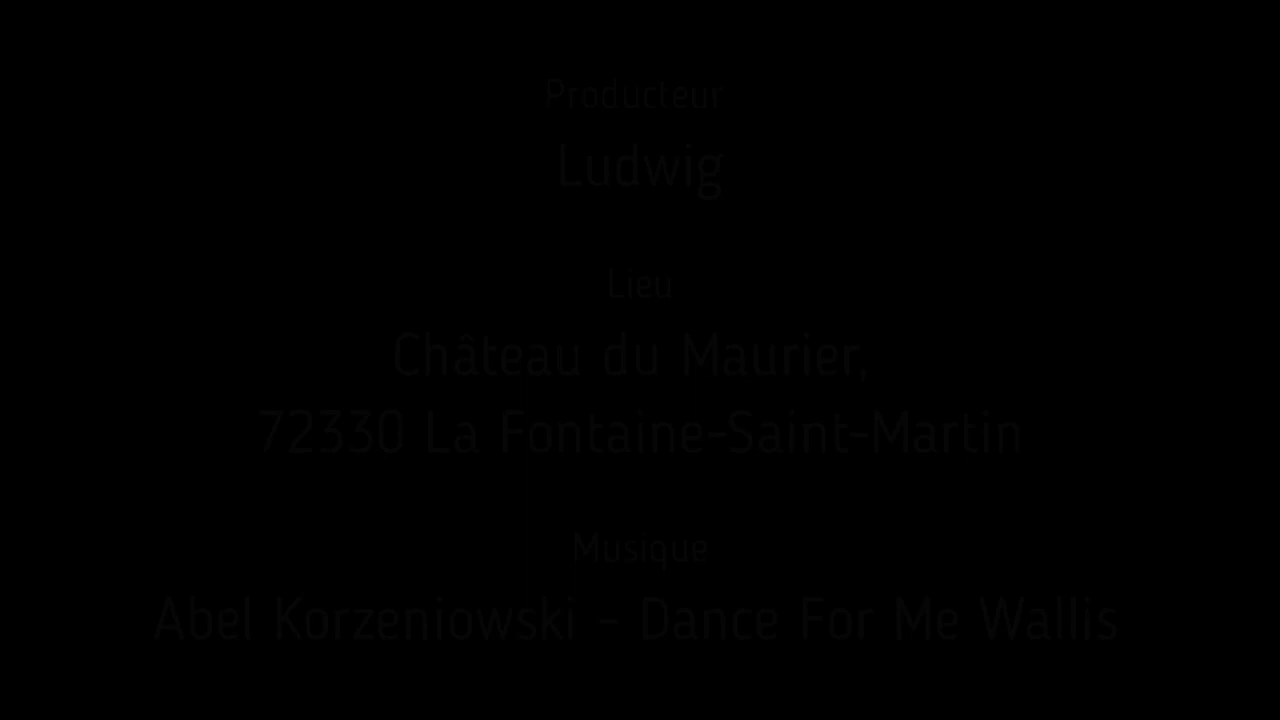 Producteur
Ludwig
Lieu
Château du Maurier,
72330 La Fontaine-Saint-Martin
Musique
Abel Korzeniowski - Dance For Me Wallis